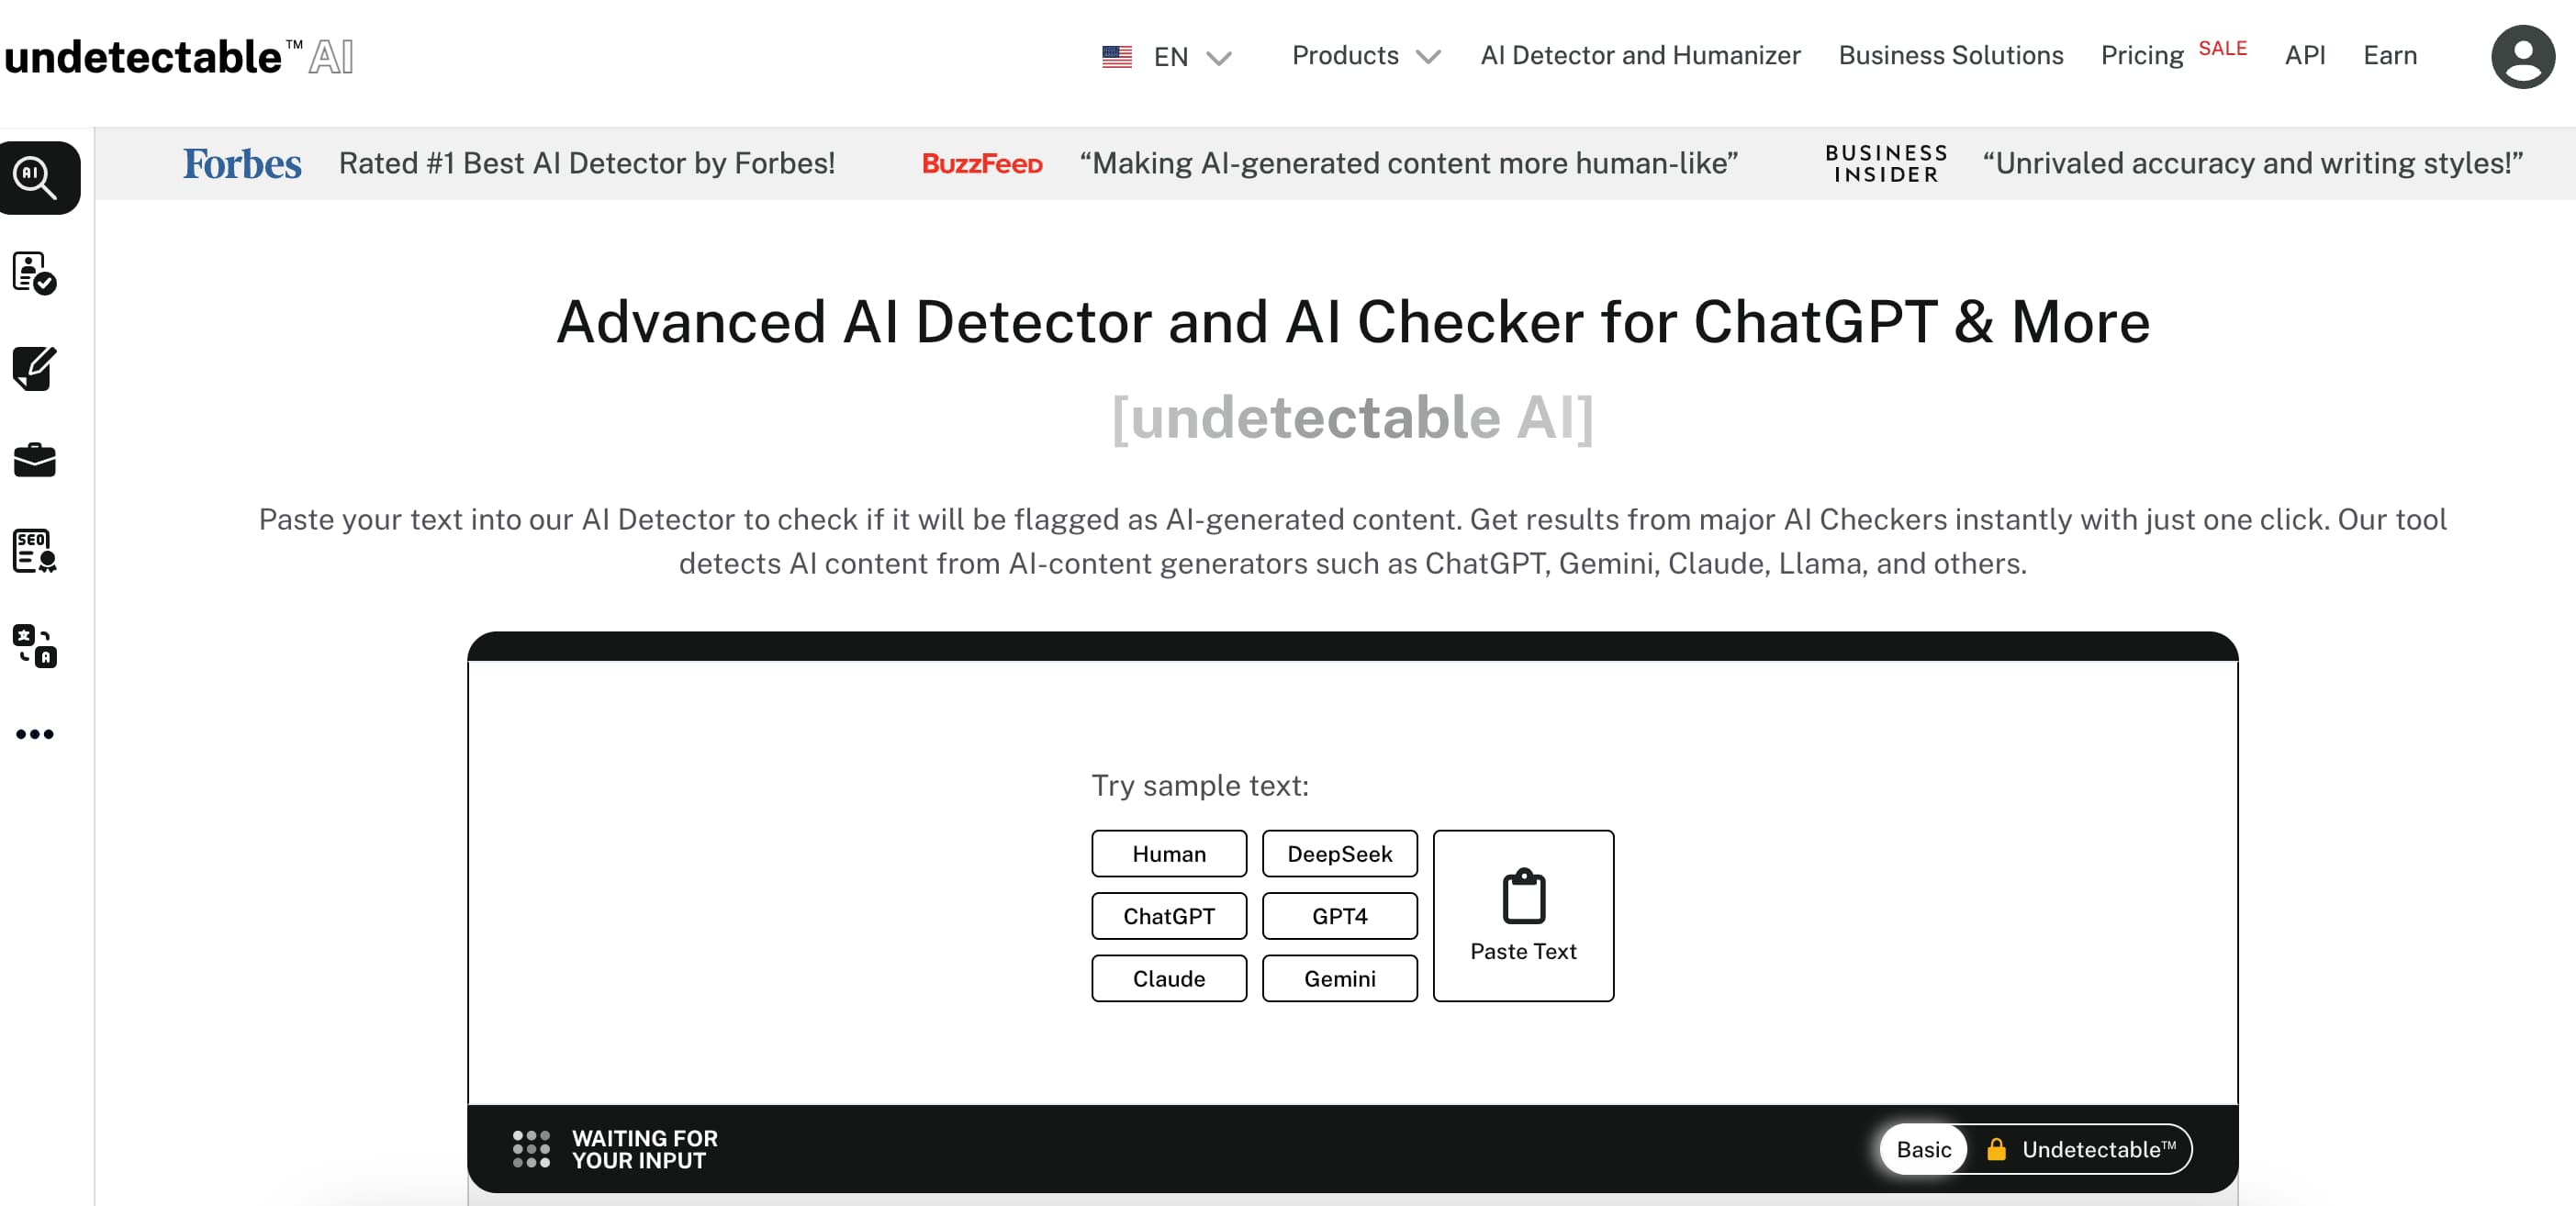 undetectable™ AI
EN
Products
AI Detector and Humanizer
Business Solutions
Pricing SALE
API
Earn
AI
Forbes Rated #1 Best AI Detector by Forbes!
BuzzFeed “Making AI-generated content more human-like”
BUSINESS
INSIDER
“Unrivaled accuracy and writing styles!”
Advanced AI Detector and AI Checker for ChatGPT & More
[undetectable AI]
Paste your text into our AI Detector to check if it will be flagged as AI-generated content. Get results from major AI Checkers instantly with just one click. Our tool
detects AI content from AI-content generators such as ChatGPT, Gemini, Claude, Llama, and others.
SEO
A
Try sample text:
Human
DeepSeek
ChatGPT
GPT4
Claude
Gemini
Paste Text
WAITING FOR
YOUR INPUT
Basic
Undetectable™